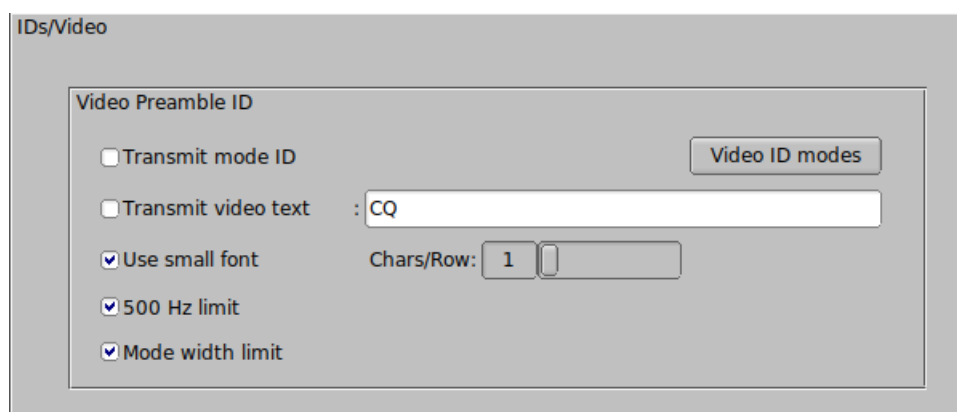 IDs/Video
Video Preamble ID
Transmit mode ID Video ID modes
Transmit video text : CQ
Use small font Chars/Row: 1
500 Hz limit
Mode width limit